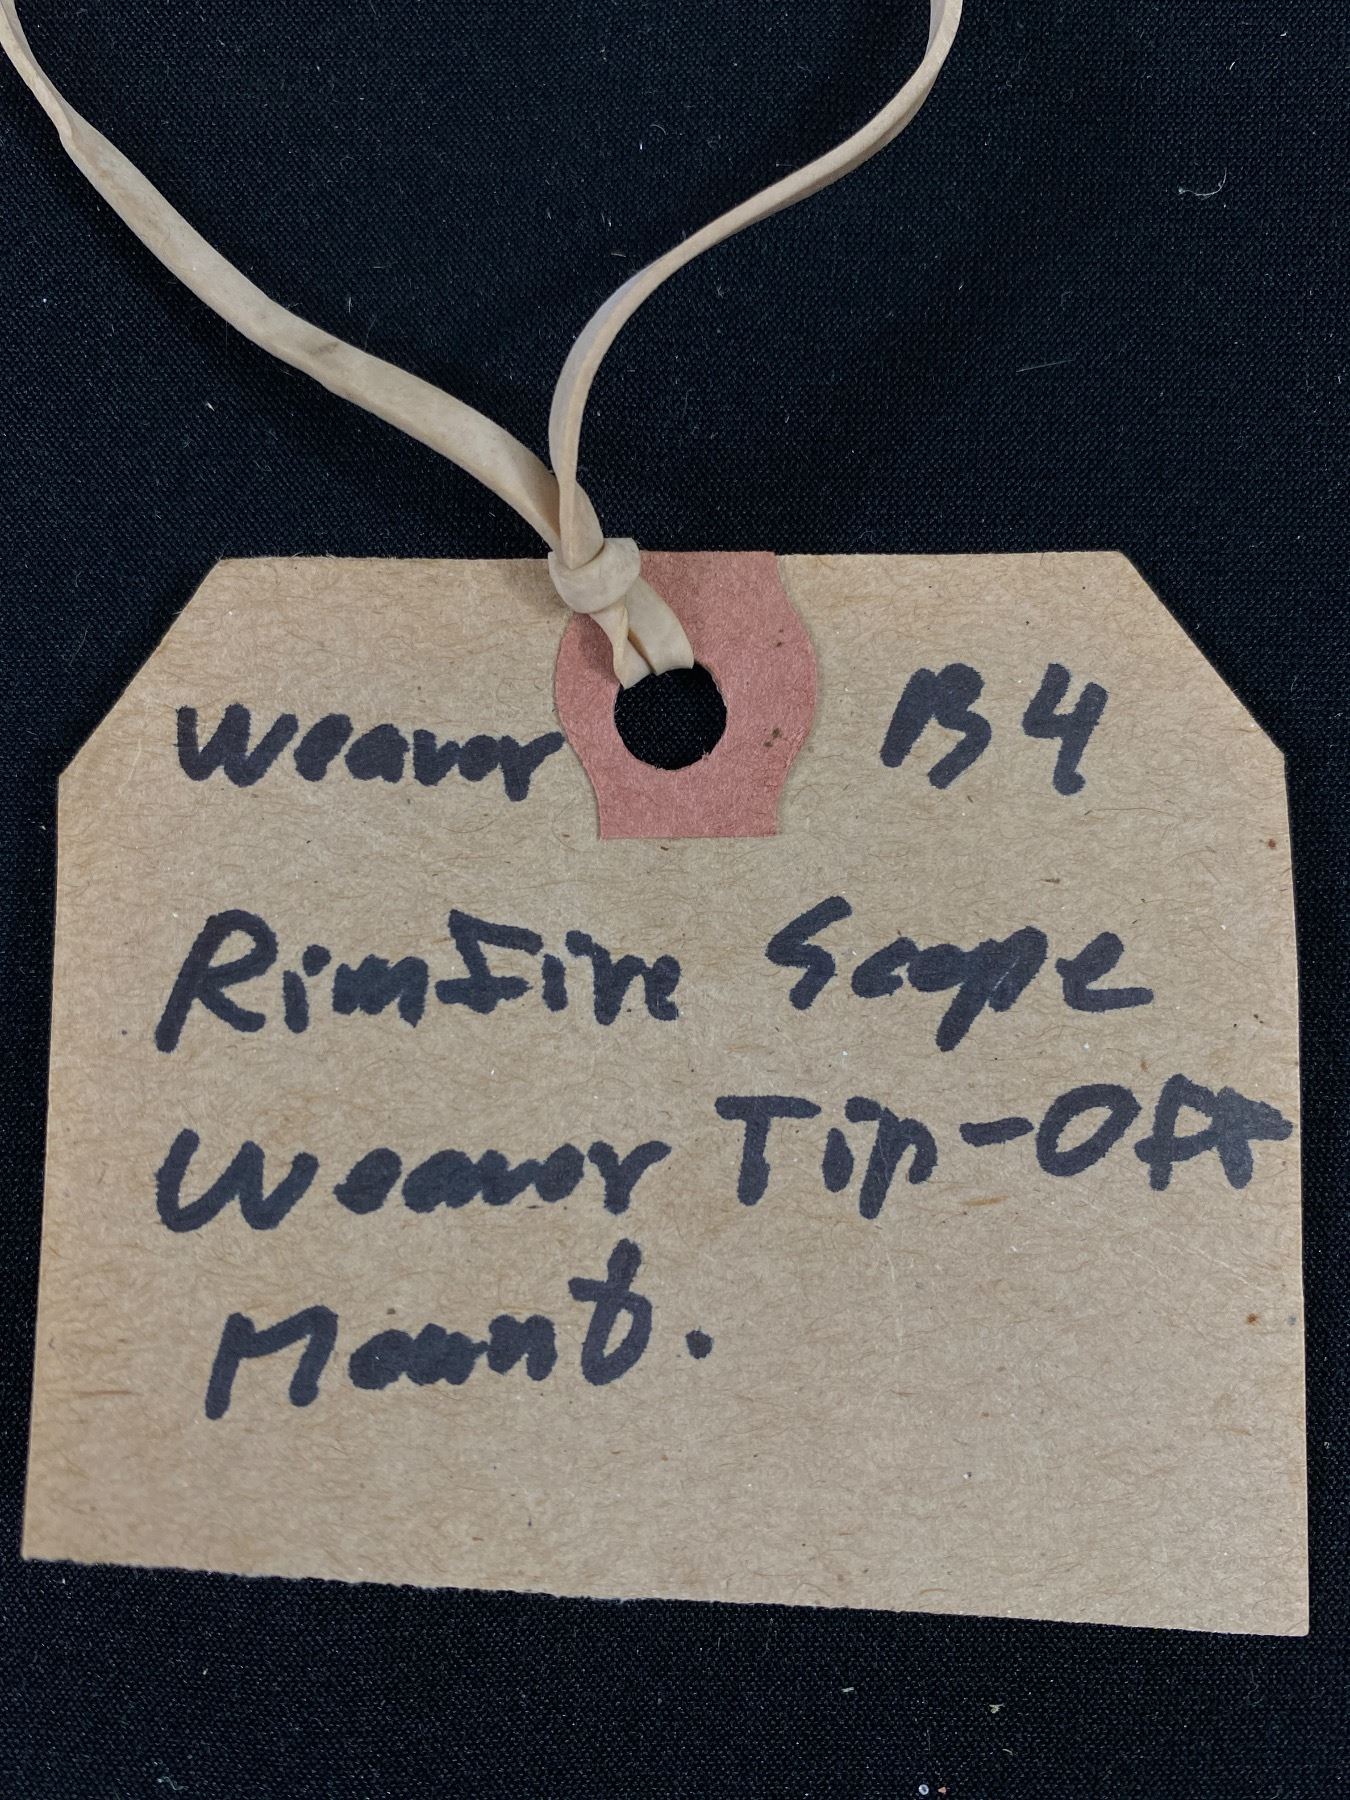 Weaver B4
Rimfire Scope
Weaver Tip-Off
Mount.